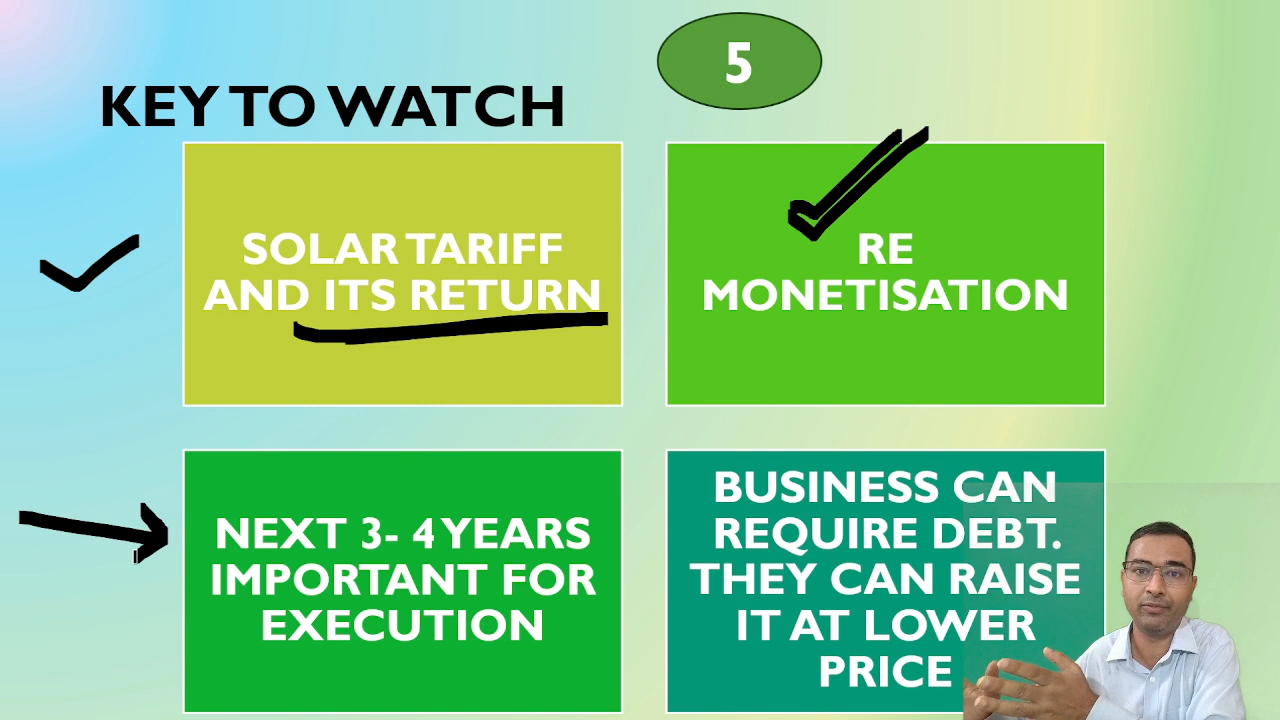 5
KEY TO WATCH
SOLAR TARIFF
AND ITS RETURN
RE
MONETISATION
NEXT 3- 4 YEARS
IMPORTANT FOR
EXECUTION
BUSINESS CAN
REQUIRE DEBT.
THEY CAN RAISE
IT AT LOWER
PRICE